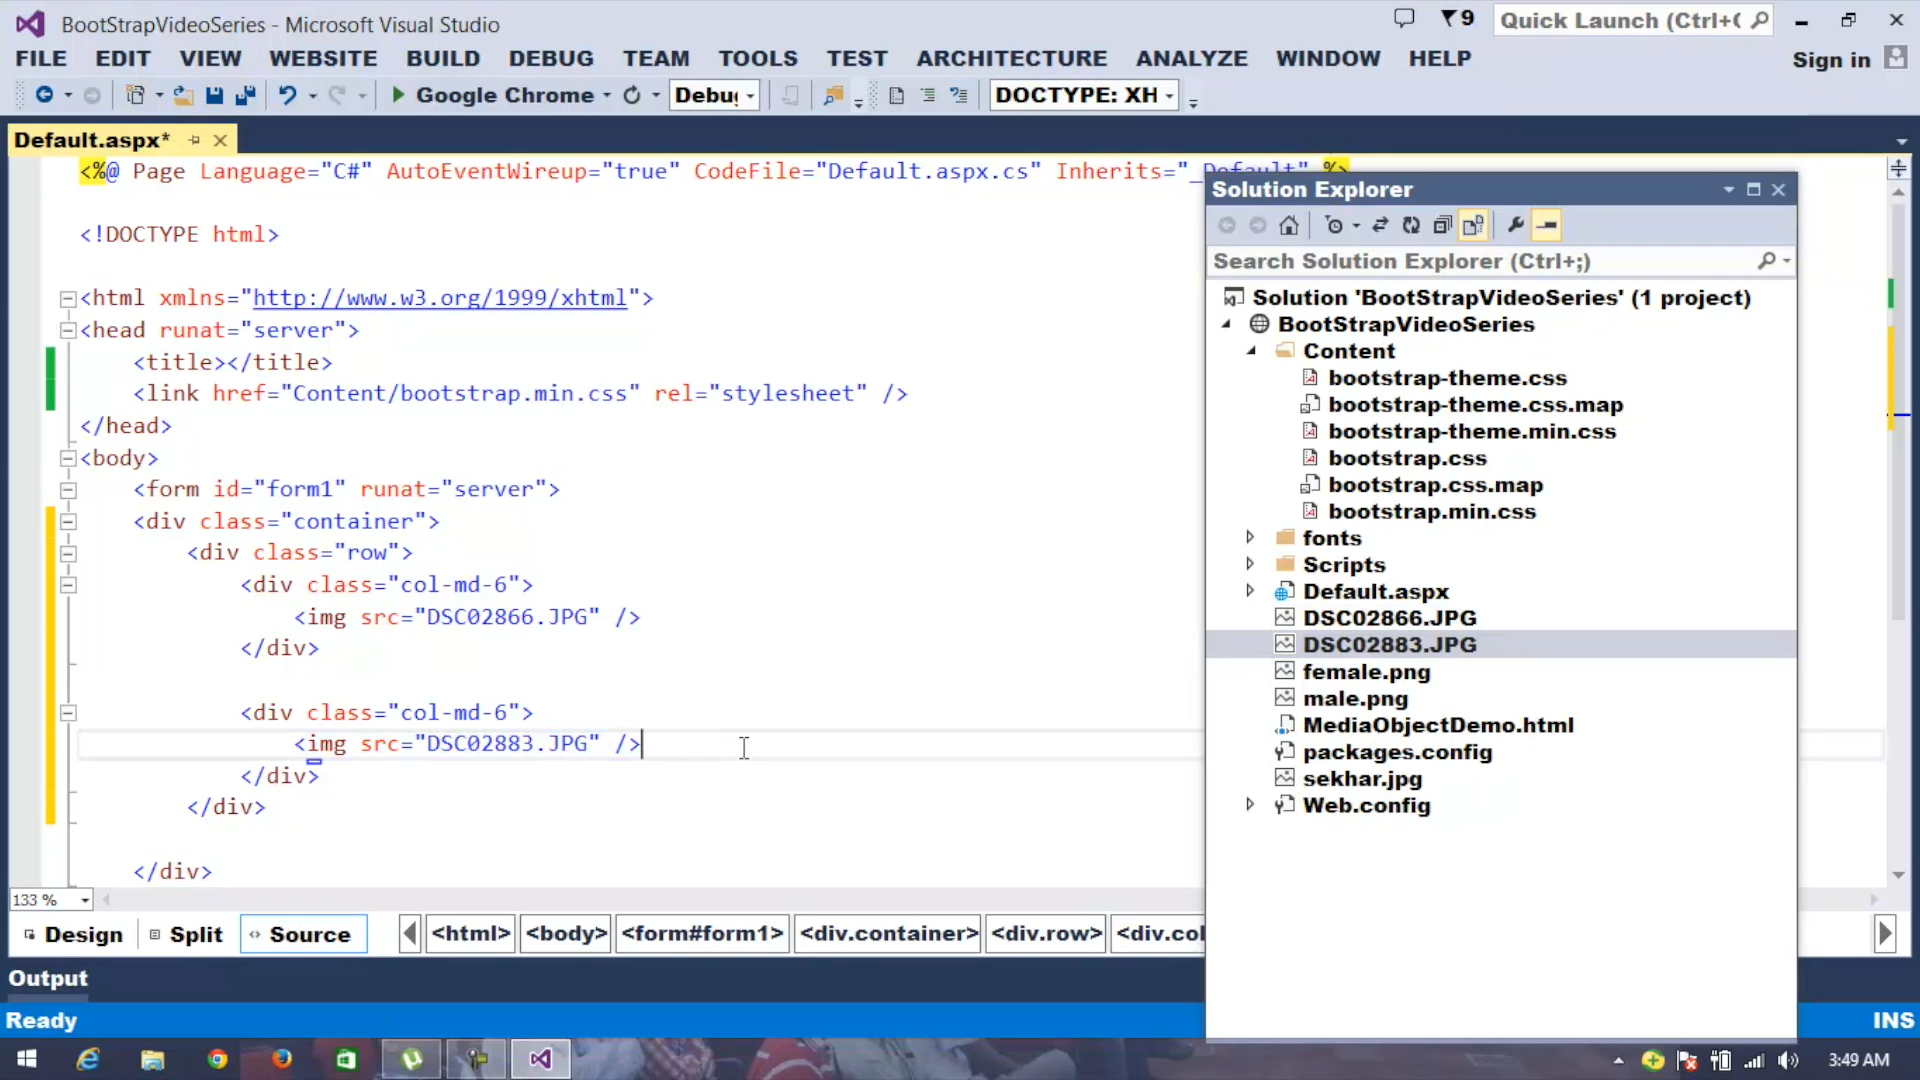 BootStrapVideoSeries - Microsoft Visual Studio
9
Quick Launch (Ctrl+
FILE EDIT VIEW WEBSITE BUILD DEBUG TEAM TOOLS TEST ARCHITECTURE ANALYZE WINDOW HELP
Sign in
Google Chrome
Debu
DOCTYPE: XH
Default.aspx*
<%@ Page Language="C#" AutoEventWireup="true" CodeFile="Default.aspx.cs" Inherits="_Default" %>
<!DOCTYPE html>
<html xmlns="http://www.w3.org/1999/xhtml">
<head runat="server">
<title></title>
<link href="Content/bootstrap.min.css" rel="stylesheet" />
</head>
<body>
<form id="form1" runat="server">
<div class="container">
<div class="row">
<div class="col-md-6">
<img src="DSC02866.JPG" />
</div>
<div class="col-md-6">
<img src="DSC02883.JPG" />
</div>
</div>
</div>
133 %
Design Split Source
<html> <body> <form#form1> <div.container> <div.row> <div.col
Solution Explorer
Search Solution Explorer (Ctrl+;)
Solution 'BootStrapVideoSeries' (1 project)
BootStrapVideoSeries
Content
bootstrap-theme.css
bootstrap-theme.css.map
bootstrap-theme.min.css
bootstrap.css
bootstrap.css.map
bootstrap.min.css
fonts
Scripts
Default.aspx
DSC02866.JPG
DSC02883.JPG
female.png
male.png
MediaObjectDemo.html
packages.config
sekhar.jpg
Web.config
Output
Ready
INS
3:49 AM